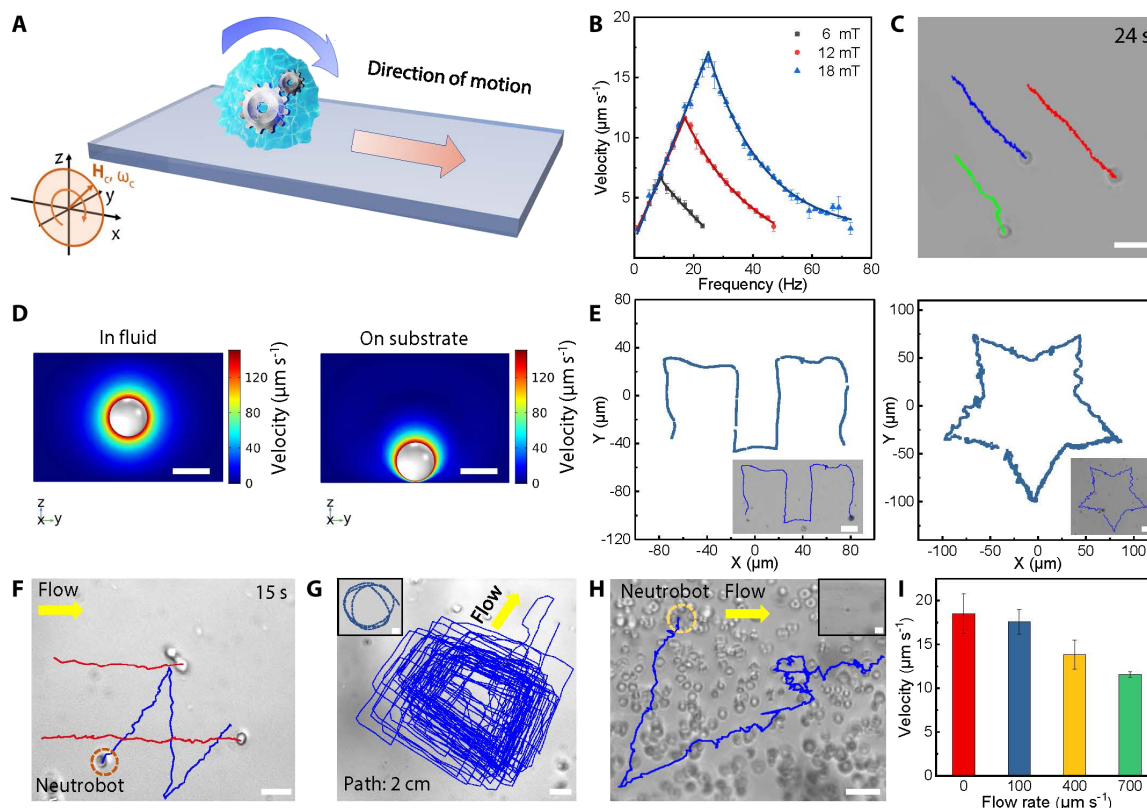 A
Direction of motion
z
H
c
, ω
c
y
x
B
Velocity (μm s⁻¹)
20
15
10
5
6 mT
12 mT
18 mT
0 20 40 60 80
Frequency (Hz)
C
24 s
D
In fluid
On substrate
120
80
40
0
Velocity (μm s⁻¹)
120
80
40
0
Velocity (μm s⁻¹)
z
x y
z
x y
E
Y (μm)
80
40
0
-40
-80
-120
-80 -40 0 40 80
X (μm)
Y (μm)
100
50
0
-50
-100
-100 -50 0 50 100
-125
X (μm)
F
Flow
15 s
Neutrobot
G
Flow
Path: 2 cm
H
Neutrobot Flow
I
Velocity (μm s⁻¹)
20
15
10
5
0
0 100 400 700
Flow rate (μm s⁻¹)